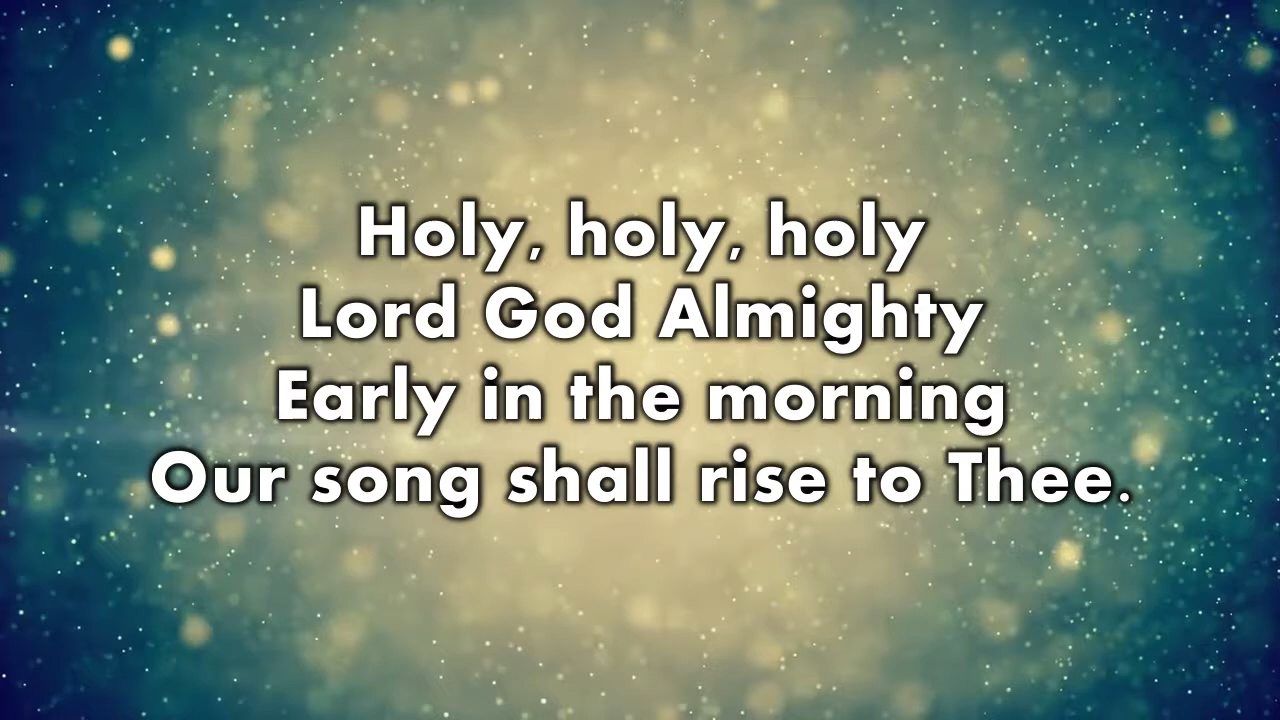 Holy, holy, holy
Lord God Almighty
Early in the morning
Our song shall rise to Thee.